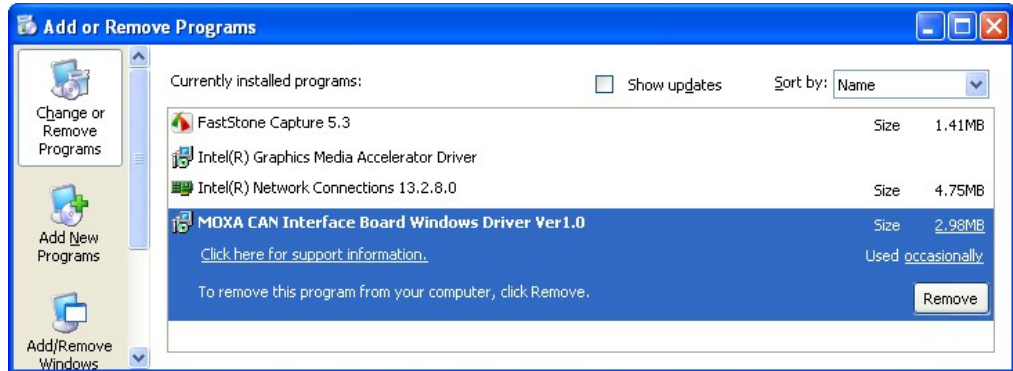 Add or Remove Programs
Change or
Remove
Programs
Add New
Programs
Add/Remove
Windows
Currently installed programs:
Show updates
Sort by: Name
FastStone Capture 5.3 Size 1.41MB
Intel(R) Graphics Media Accelerator Driver
Intel(R) Network Connections 13.2.8.0 Size 4.75MB
MOXA CAN Interface Board Windows Driver Ver1.0 Size 2.98MB
Click here for support information. Used occasionally
To remove this program from your computer, click Remove.
Remove